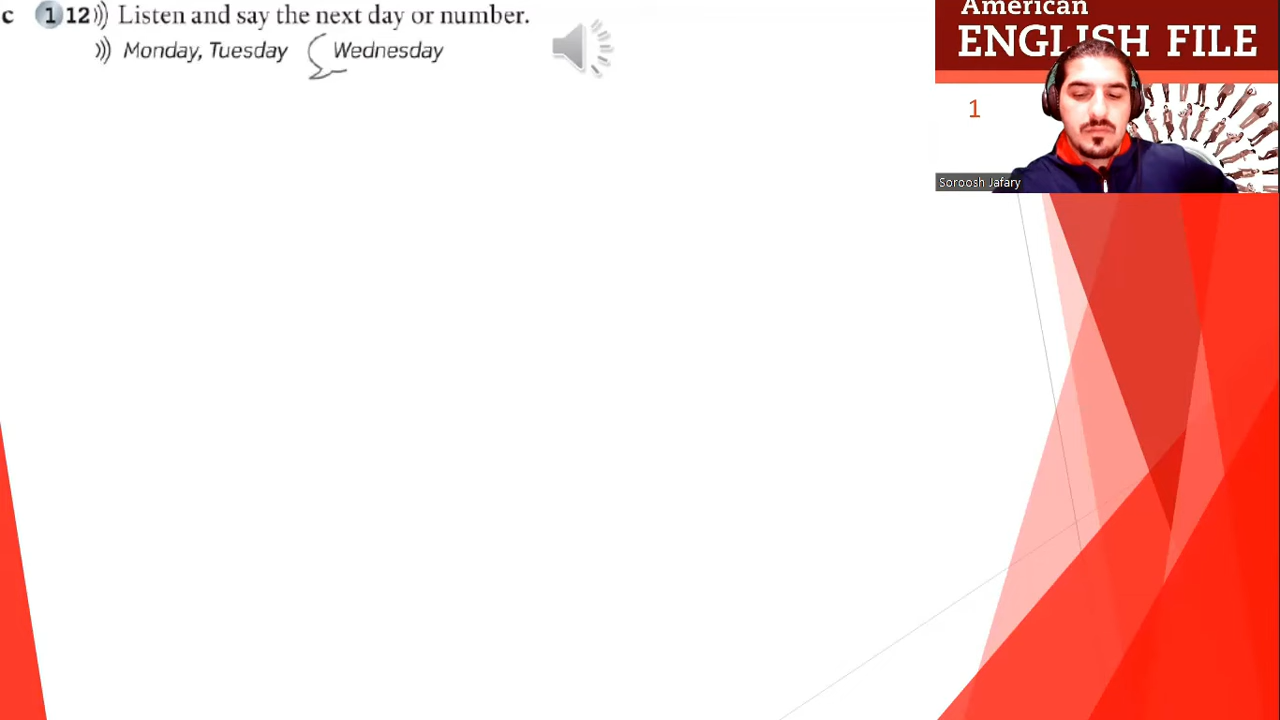 c 1 12)) Listen and say the next day or number.
)) Monday, Tuesday Wednesday
American
ENGLISH FILE
1
Soroosh Jafary